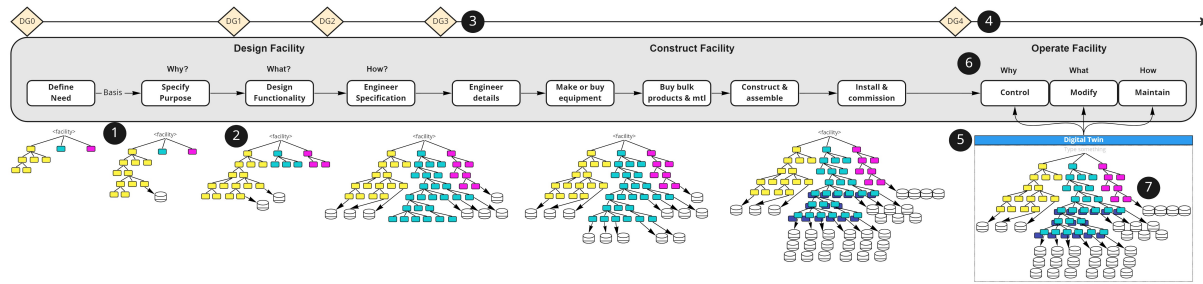 DG0
DG1
DG2
DG3
3
DG4
4
Design Facility
Construct Facility
Operate Facility
6
Why?
What?
How?
Why
What
How
Define
Need
Basis
Specify
Purpose
Design
Functionality
Engineer
Specification
Engineer
details
Make or buy
equipment
Buy bulk
products & mtl
Construct &
assemble
Install &
commission
Control
Modify
Maintain
1
2
5
<facility>
<facility>
<facility>
<facility>
<facility>
<facility>
Digital Twin
Type something
7